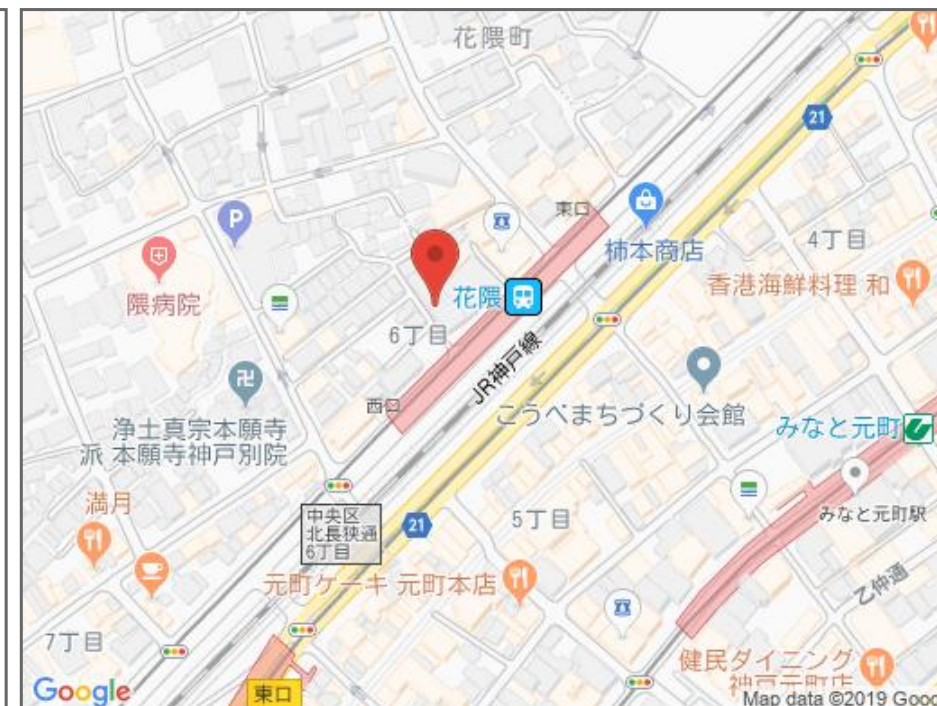 花隈町
21
東口
柿本商店
4丁目
P
隈病院
花隈
香港海鮮料理 和
6丁目
JR神戸線
西口
こうべまちづくり会館
浄土真宗本願寺
派 本願寺神戸別院
みなと元町
満月
中央区
北長狭通
6丁目
21
5丁目
みなと元町駅
元町ケーキ 元町本店
乙仲通
7丁目
健民ダイニング
神戸元町店
Google
東口
Map data ©2019 Goog